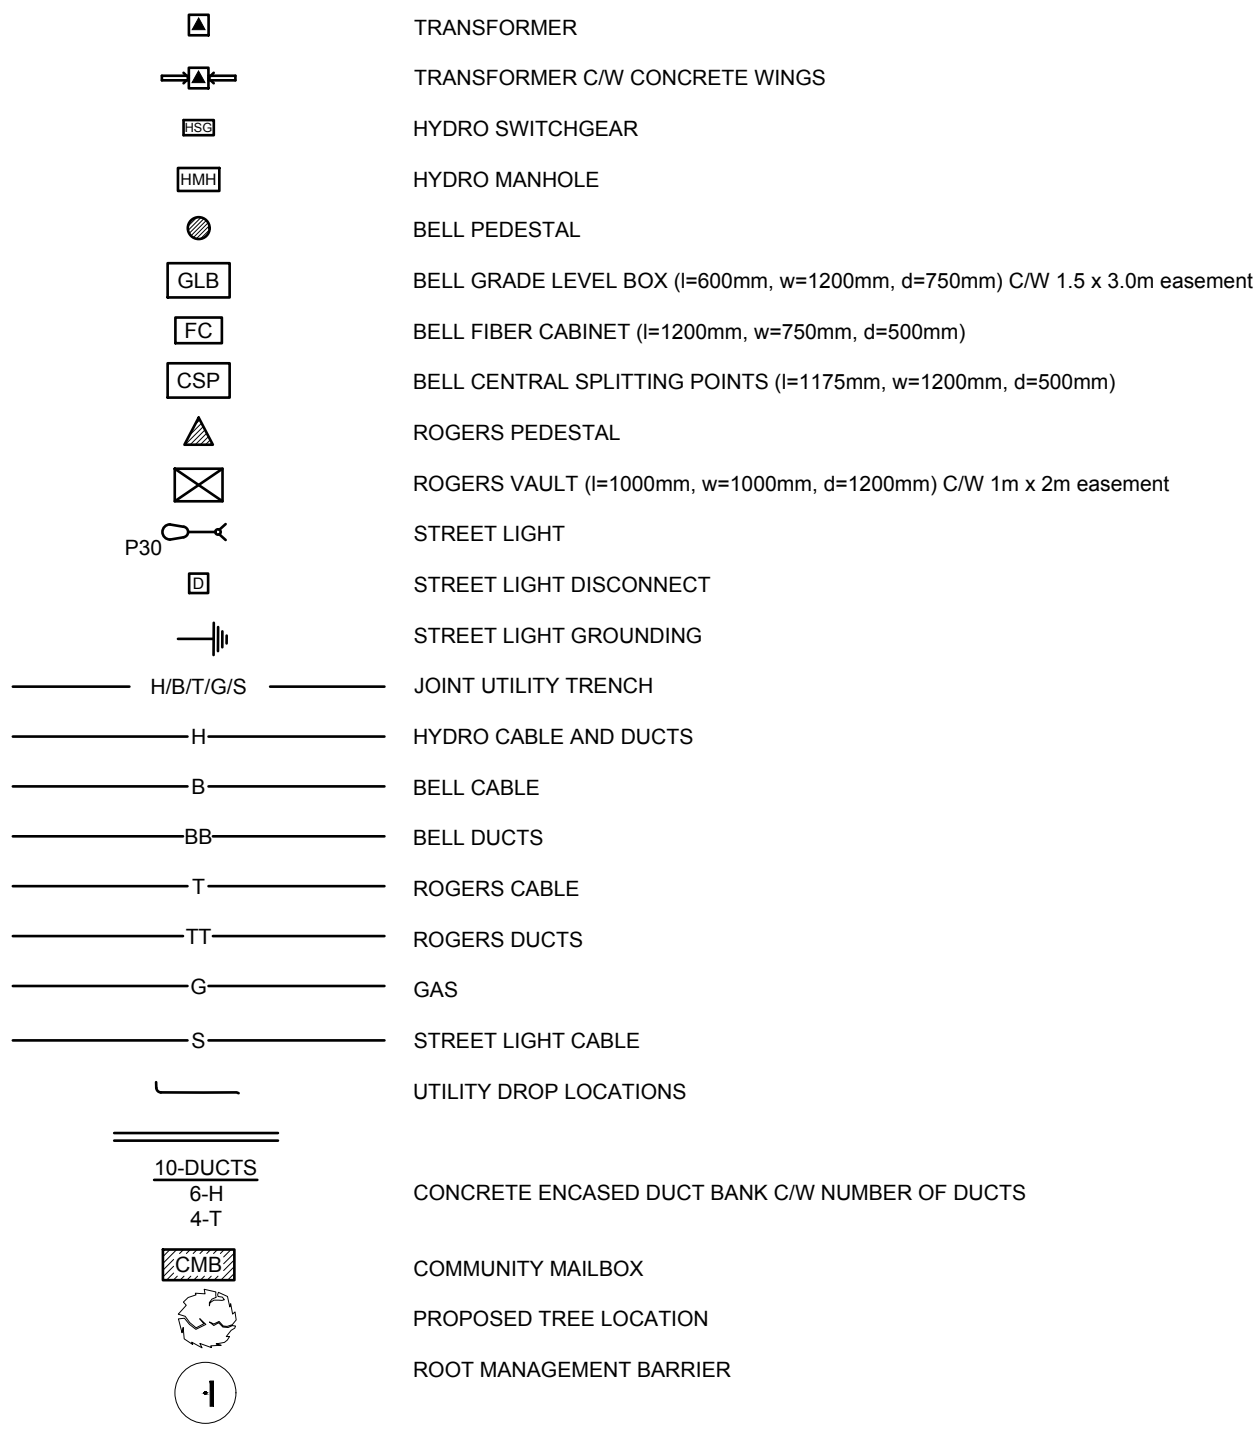 TRANSFORMER
TRANSFORMER C/W CONCRETE WINGS
HSG HYDRO SWITCHGEAR
HMH HYDRO MANHOLE
BELL PEDESTAL
GLB BELL GRADE LEVEL BOX (l=600mm, w=1200mm, d=750mm) C/W 1.5 x 3.0m easement
FC BELL FIBER CABINET (l=1200mm, w=750mm, d=500mm)
CSP BELL CENTRAL SPLITTING POINTS (l=1175mm, w=1200mm, d=500mm)
ROGERS PEDESTAL
ROGERS VAULT (l=1000mm, w=1000mm, d=1200mm) C/W 1m x 2m easement
P30 STREET LIGHT
D STREET LIGHT DISCONNECT
STREET LIGHT GROUNDING
H/B/T/G/S JOINT UTILITY TRENCH
H HYDRO CABLE AND DUCTS
B BELL CABLE
BB BELL DUCTS
T ROGERS CABLE
TT ROGERS DUCTS
G GAS
S STREET LIGHT CABLE
UTILITY DROP LOCATIONS
10-DUCTS
6-H CONCRETE ENCASED DUCT BANK C/W NUMBER OF DUCTS
4-T
CMB COMMUNITY MAILBOX
PROPOSED TREE LOCATION
ROOT MANAGEMENT BARRIER